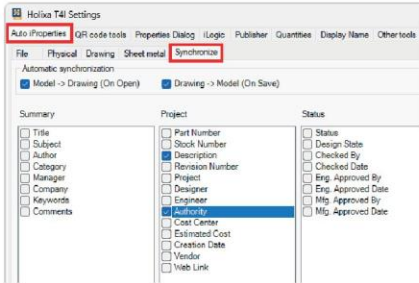 Holixa T4I Settings
Auto iProperties QR code tools Properties Dialog iLogic Publisher Quantities Display Name Other tools
File Physical Drawing Sheet metal Synchronize
Automatic synchronization
Model -> Drawing (On Open) Drawing -> Model (On Save)
Summary Project Status
Title Part Number Status
Subject Stock Number Design State
Author Description Checked By
Category Revision Number Checked Date
Manager Project Eng. Approved By
Company Designer Eng. Approved Date
Keywords Engineer Mfg. Approved By
Comments Authority Mfg. Approved Date
Cost Center
Estimated Cost
Creation Date
Vendor
Web Link